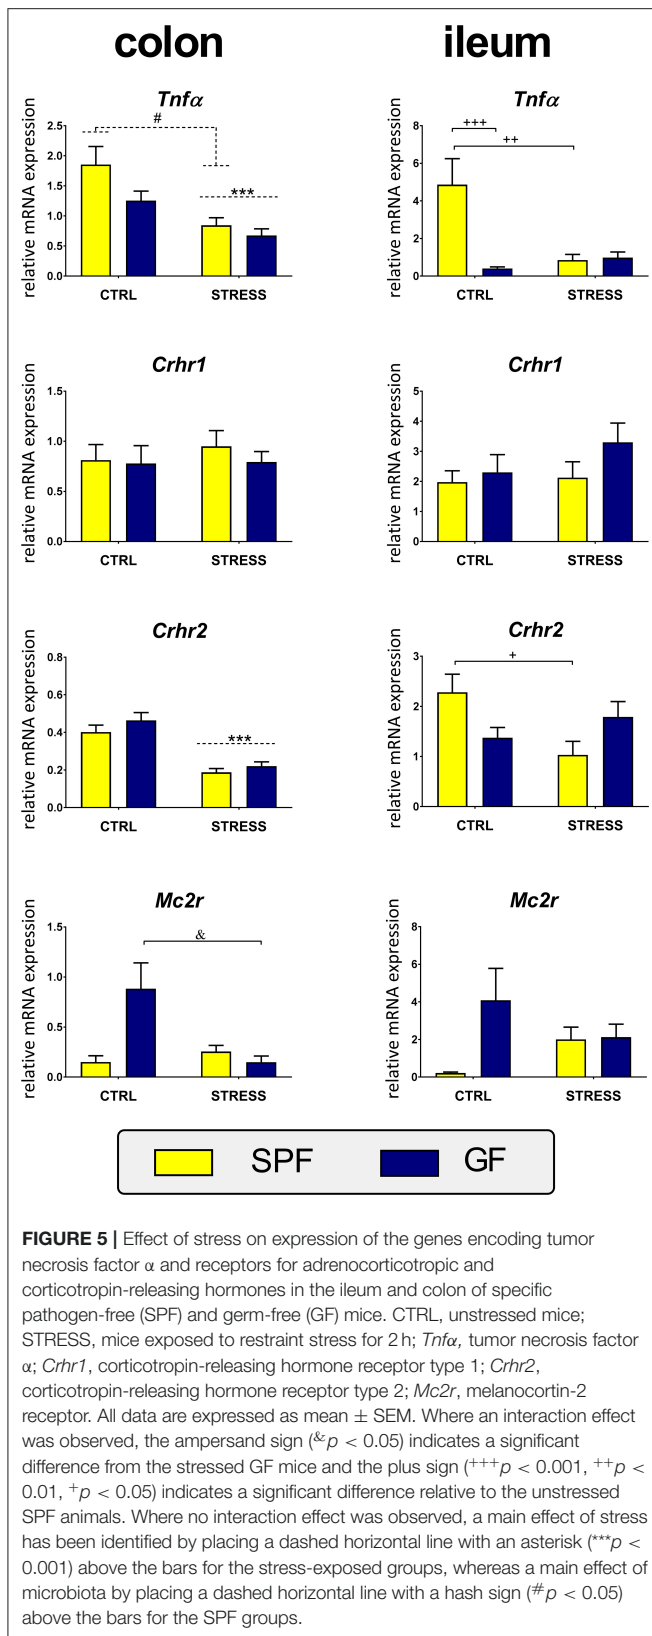 colon ileum
Tnfα Tnfα
relative mRNA expression
2.5
2.0
1.5
1.0
0.5
0.0
#
***
CTRL STRESS
relative mRNA expression
8
6
4
2
0
+++
++
CTRL STRESS
Crhr1 Crhr1
relative mRNA expression
1.5
1.0
0.5
0.0
CTRL STRESS
relative mRNA expression
5
4
3
2
1
0
CTRL STRESS
Crhr2 Crhr2
relative mRNA expression
0.8
0.6
0.4
0.2
0.0
***
CTRL STRESS
relative mRNA expression
3
2
1
0
+
CTRL STRESS
Mc2r Mc2r
relative mRNA expression
1.5
1.0
0.5
0.0
&
CTRL STRESS
relative mRNA expression
8
6
4
2
0
CTRL STRESS
SPF GF
FIGURE 5 | Effect of stress on expression of the genes encoding tumor
necrosis factor α and receptors for adrenocorticotropic and
corticotropin-releasing hormones in the ileum and colon of specific
pathogen-free (SPF) and germ-free (GF) mice. CTRL, unstressed mice;
STRESS, mice exposed to restraint stress for 2 h; Tnfα, tumor necrosis factor
α; Crhr1, corticotropin-releasing hormone receptor type 1; Crhr2,
corticotropin-releasing hormone receptor type 2; Mc2r, melanocortin-2
receptor. All data are expressed as mean ± SEM. Where an interaction effect
was observed, the ampersand sign (&p < 0.05) indicates a significant
difference from the stressed GF mice and the plus sign (+++p < 0.001, ++p <
0.01, +p < 0.05) indicates a significant difference relative to the unstressed
SPF animals. Where no interaction effect was observed, a main effect of stress
has been identified by placing a dashed horizontal line with an asterisk (***p <
0.001) above the bars for the stress-exposed groups, whereas a main effect of
microbiota by placing a dashed horizontal line with a hash sign (#p < 0.05)
above the bars for the SPF groups.